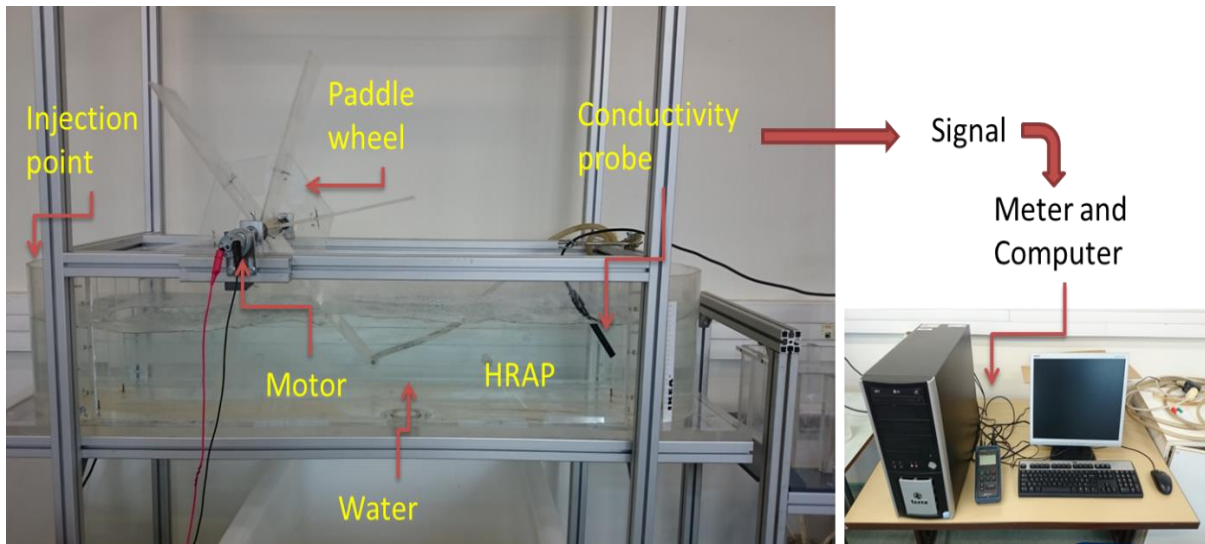 Injection
point
Paddle
wheel
Conductivity
probe
Signal
Meter and
Computer
Motor
HRAP
Water